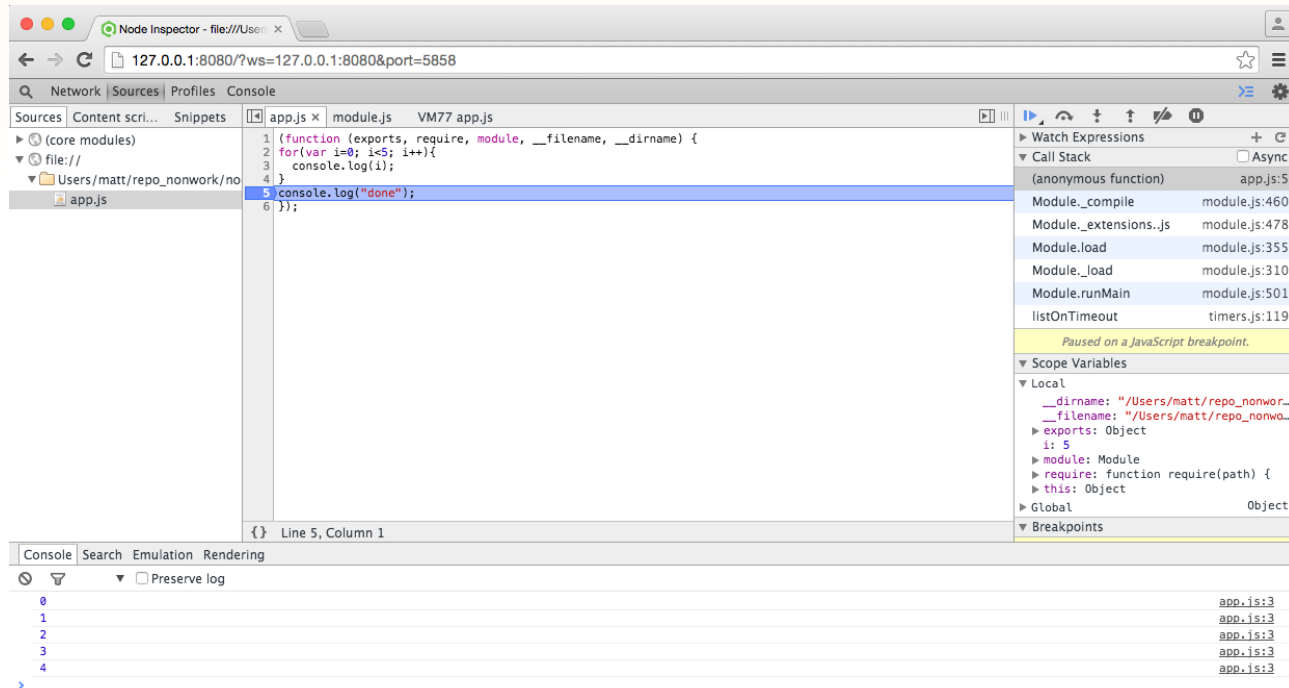 Node Inspector - file:///User
127.0.0.1:8080/?ws=127.0.0.1:8080&port=5858
Network Sources Profiles Console
Sources Content scri... Snippets
app.js × module.js VM77 app.js
(core modules)
file://
Users/matt/repo_nonwork/no
app.js
1 (function (exports, require, module, __filename, __dirname) {
2 for(var i=0; i<5; i++){
3 console.log(i);
4 }
5 console.log("done");
6 });
{} Line 5, Column 1
Watch Expressions
Call Stack Async
(anonymous function) app.js:5
Module._compile module.js:460
Module._extensions..js module.js:478
Module.load module.js:355
Module._load module.js:310
Module.runMain module.js:501
listOnTimeout timers.js:119
Paused on a JavaScript breakpoint.
Scope Variables
Local
__dirname: "/Users/matt/repo_nonwor…
__filename: "/Users/matt/repo_nonwo…
exports: Object
i: 5
module: Module
require: function require(path) {
this: Object
Global Object
Breakpoints
Console Search Emulation Rendering
Preserve log
0 app.js:3
1 app.js:3
2 app.js:3
3 app.js:3
4 app.js:3
>